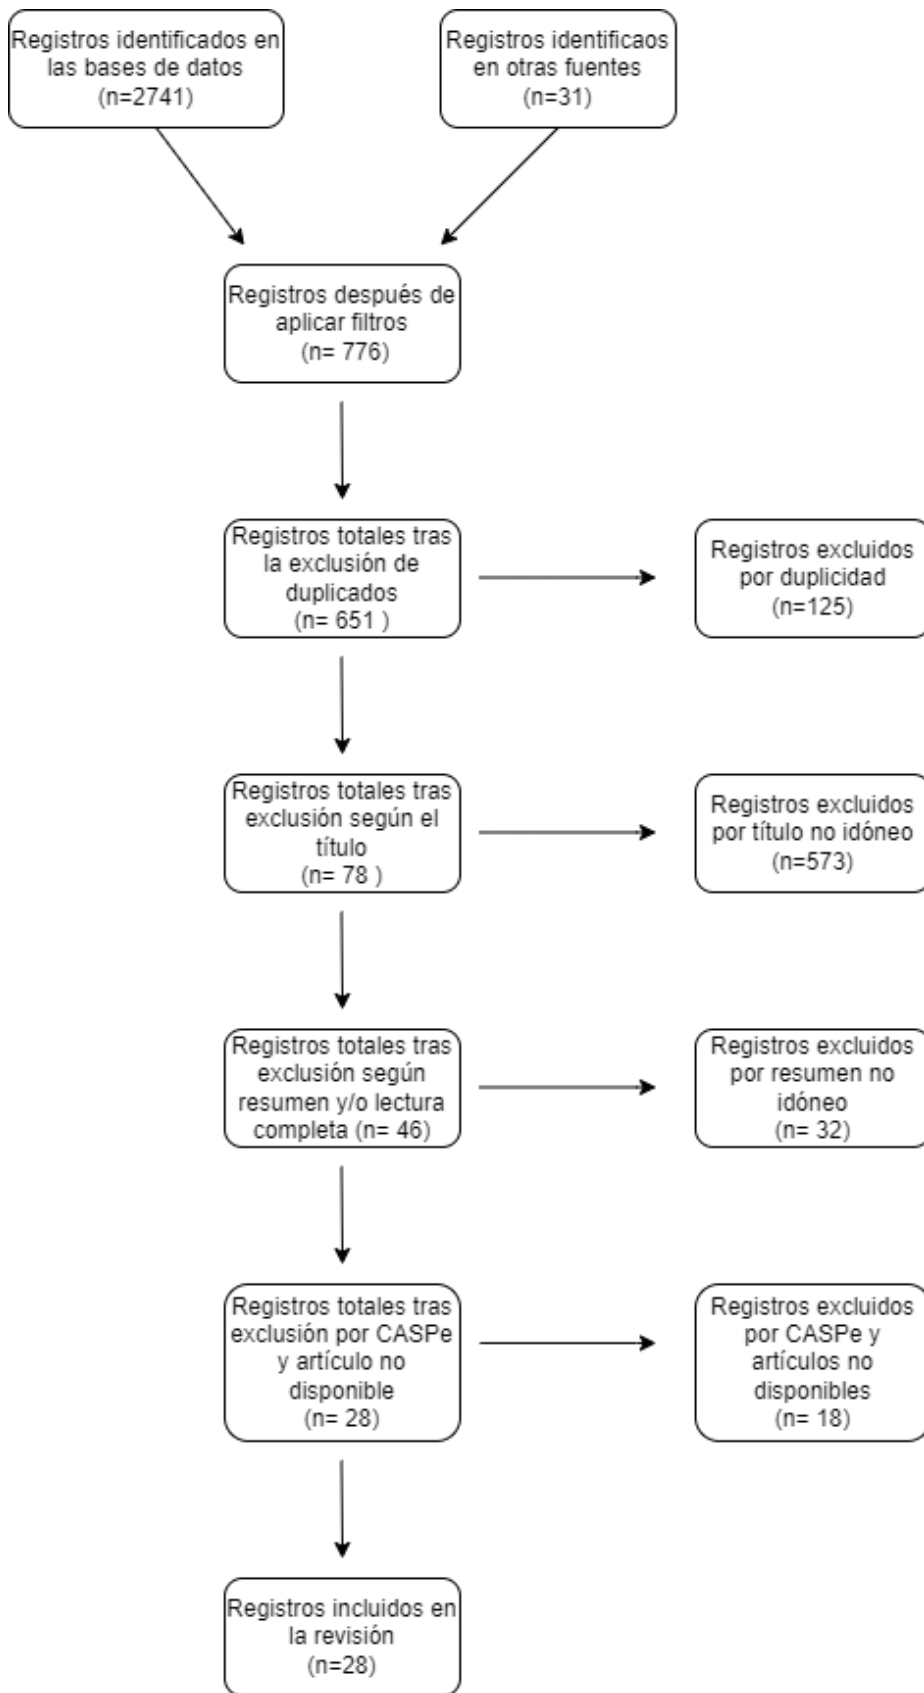 Registros identificados en
las bases de datos
(n=2741)
Registros identificaos
en otras fuentes
(n=31)
Registros después de
aplicar filtros
(n= 776)
Registros totales tras
la exclusión de
duplicados
(n= 651 )
Registros excluidos
por duplicidad
(n=125)
Registros totales tras
exclusión según el
título
(n= 78 )
Registros excluidos
por título no idóneo
(n=573)
Registros totales tras
exclusión según
resumen y/o lectura
completa (n= 46)
Registros excluidos
por resumen no
idóneo
(n= 32)
Registros totales tras
exclusión por CASPe
y artículo no
disponible
(n= 28)
Registros excluidos
por CASPe y
artículos no
disponibles
(n= 18)
Registros incluidos en
la revisión
(n=28)